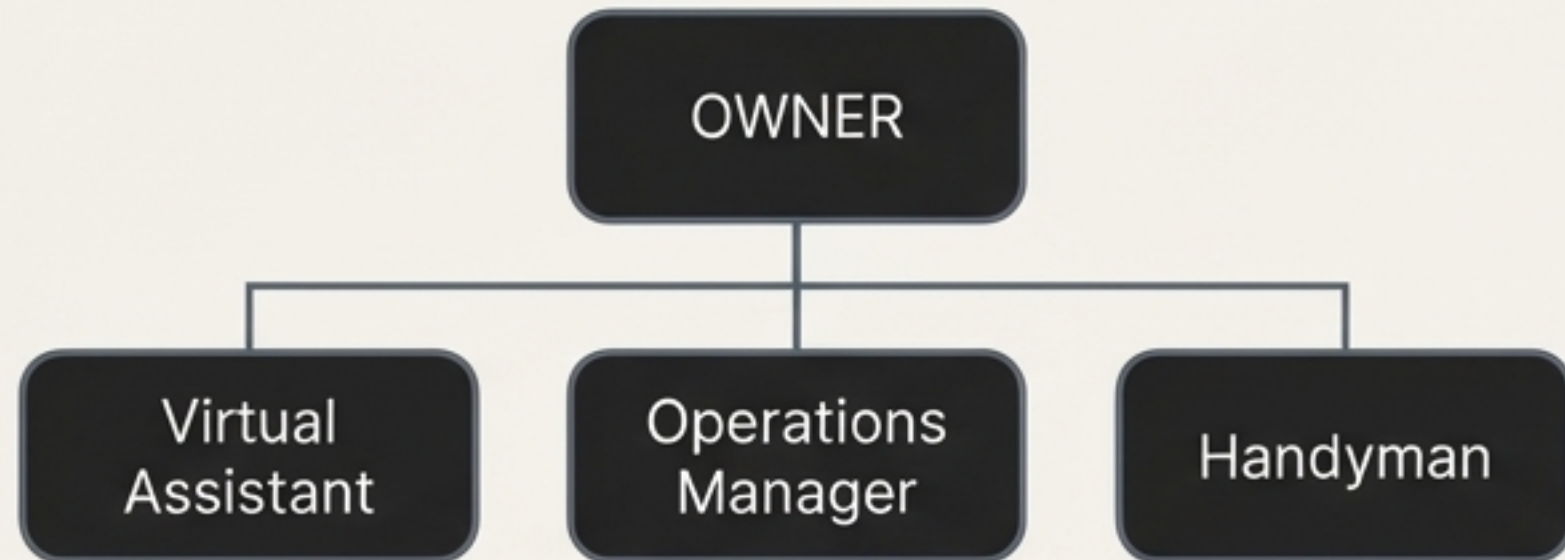 OWNER
Virtual
Assistant
Operations
Manager
Handyman